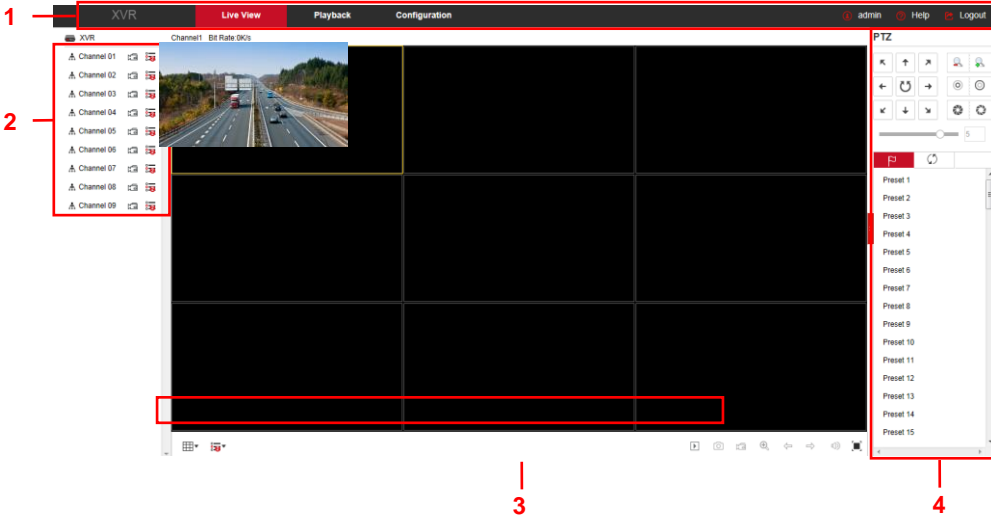 1
XVR Live View Playback Configuration admin Help Logout
XVR
Channel1 Bit Rate:0K/s
PTZ
2
Channel 01
Channel 02
Channel 03
Channel 04
Channel 05
Channel 06
Channel 07
Channel 08
Channel 09
5
Preset 1
Preset 2
Preset 3
Preset 4
Preset 5
Preset 6
Preset 7
Preset 8
Preset 9
Preset 10
Preset 11
Preset 12
Preset 13
Preset 14
Preset 15
3
4